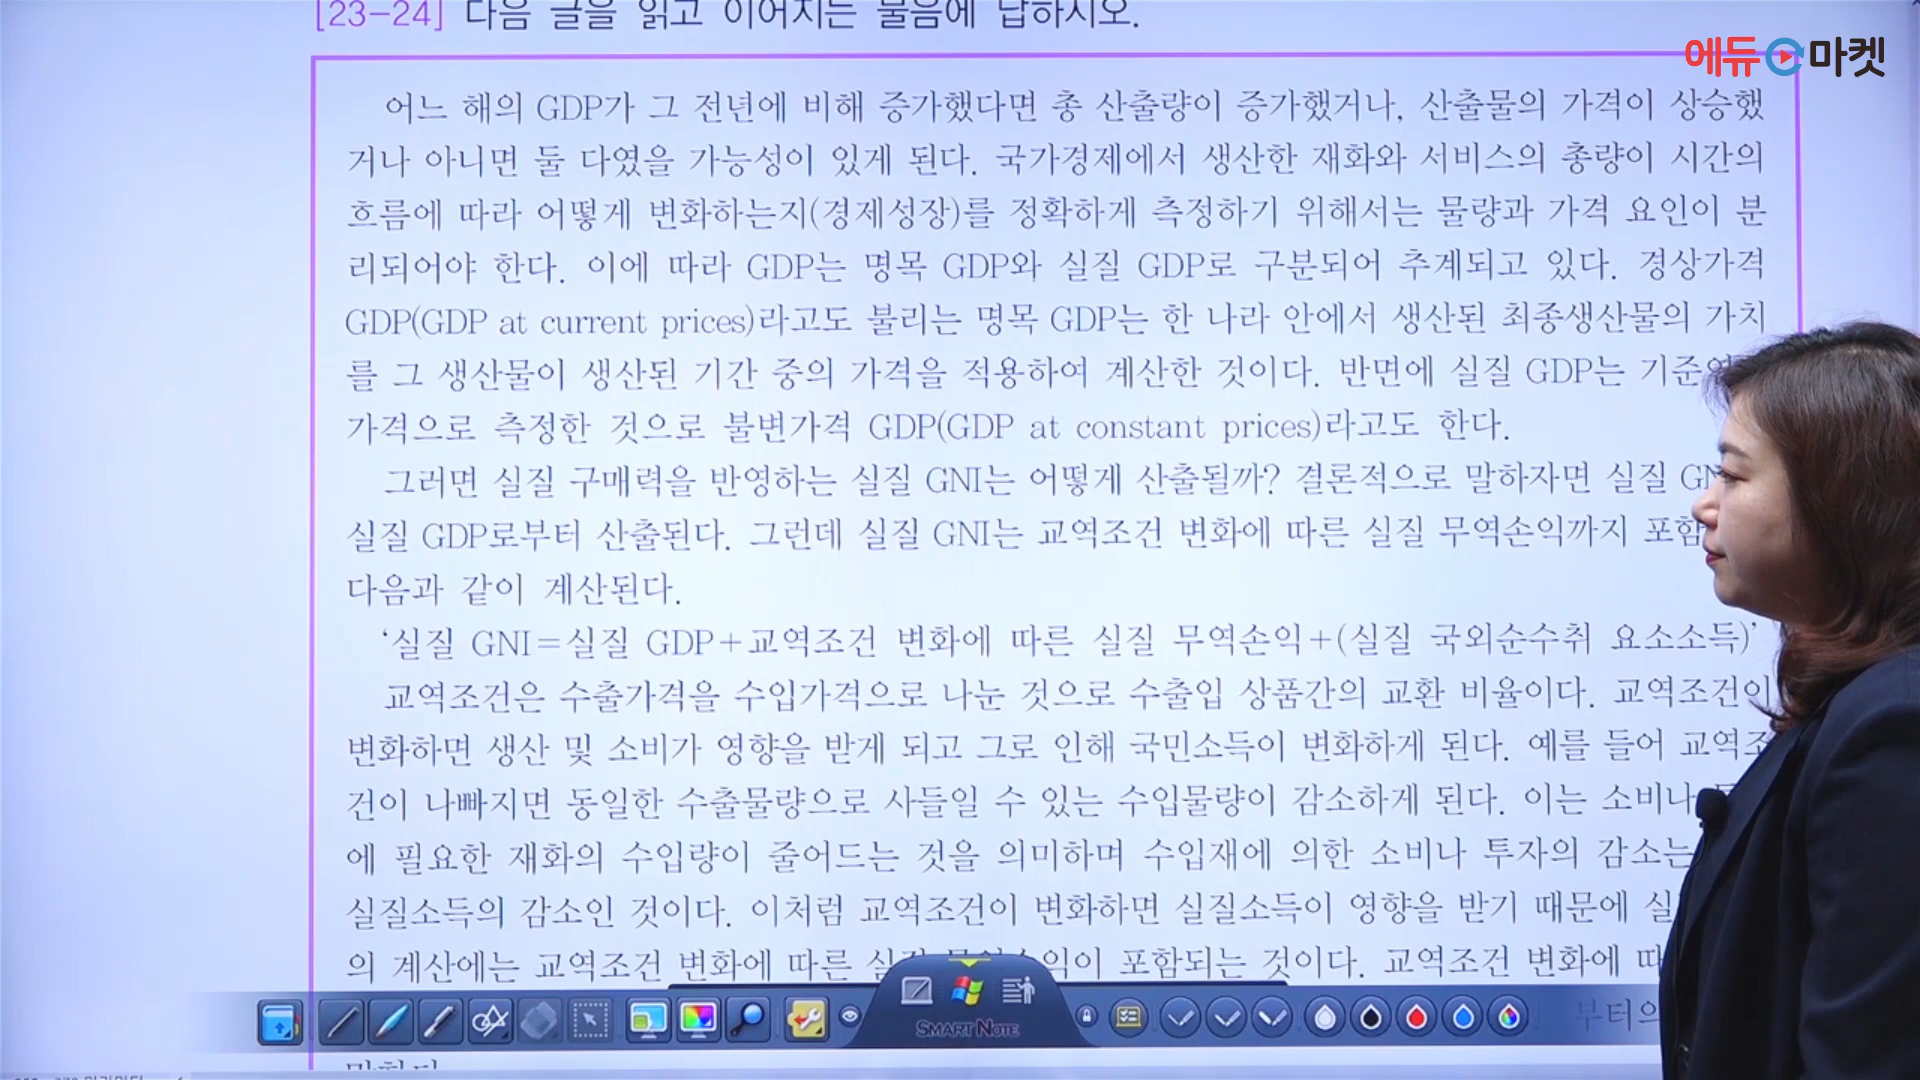 [23-24] 다음 글을 읽고 이어지는 물음에 답하시오.
에듀 마켓
어느 해의 GDP가 그 전년에 비해 증가했다면 총 산출량이 증가했거나, 산출물의 가격이 상승했
거나 아니면 둘 다였을 가능성이 있게 된다. 국가경제에서 생산한 재화와 서비스의 총량이 시간의
흐름에 따라 어떻게 변화하는지(경제성장)를 정확하게 측정하기 위해서는 물량과 가격 요인이 분
리되어야 한다. 이에 따라 GDP는 명목 GDP와 실질 GDP로 구분되어 추계되고 있다. 경상가격
GDP(GDP at current prices)라고도 불리는 명목 GDP는 한 나라 안에서 생산된 최종생산물의 가치
를 그 생산물이 생산된 기간 중의 가격을 적용하여 계산한 것이다. 반면에 실질 GDP는
가격으로 측정한 것으로 불변가격 GDP(GDP at constant prices)라고도 한다.
그러면 실질 구매력을 반영하는 실질 GNI는 어떻게 산출될까? 결론적으로 말하자면 실질
실질 GDP로부터 산출된다. 그런데 실질 GNI는 교역조건 변화에 따른 실질 무역손익까지
다음과 같이 계산된다.
‘실질 GNI=실질 GDP+교역조건 변화에 따른 실질 무역손익+(실질 국외순수취 요소소득)’
교역조건은 수출가격을 수입가격으로 나눈 것으로 수출입 상품간의 교환 비율이다. 교역조건이
변화하면 생산 및 소비가 영향을 받게 되고 그로 인해 국민소득이 변화하게 된다. 예를 들어 교역조
건이 나빠지면 동일한 수출물량으로 사들일 수 있는 수입물량이 감소하게 된다. 이는 소비나
에 필요한 재화의 수입량이 줄어드는 것을 의미하며 수입재에 의한 소비나 투자의 감소는
실질소득의 감소인 것이다. 이처럼 교역조건이 변화하면 실질소득이 영향을 받기 때문에
의 계산에는 교역조건 변화에 따른 포함되는 것이다. 교역조건 변화에
SMART NOTE